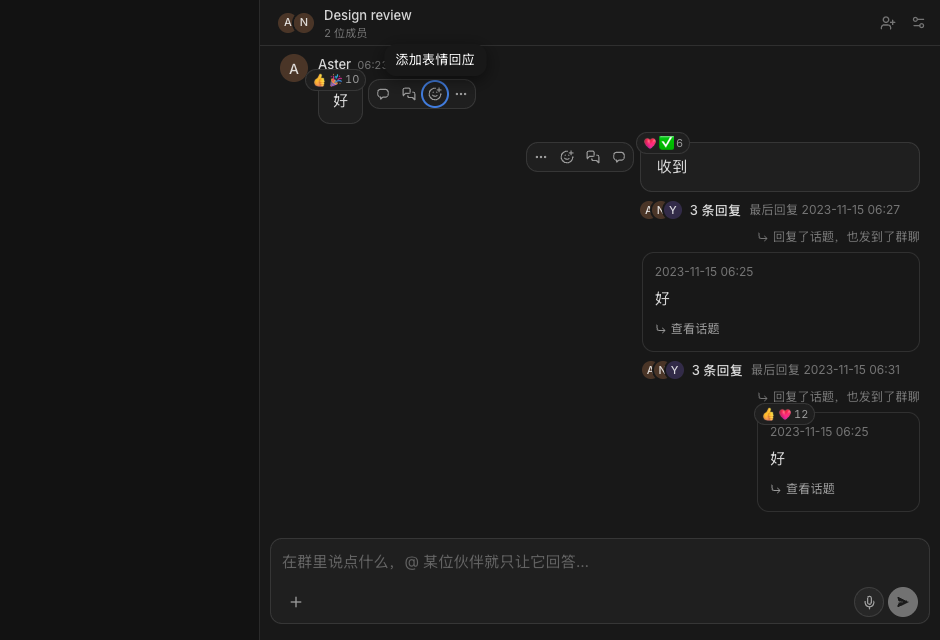 A N Design review
2 位成员
添加表情回应
A Aster 06:23
👍🎉 10
好
💗✅ 6
收到
A N Y 3 条回复 最后回复 2023-11-15 06:27
回复了话题，也发到了群聊
2023-11-15 06:25
好
查看话题
A N Y 3 条回复 最后回复 2023-11-15 06:31
回复了话题，也发到了群聊
👍💗 12
2023-11-15 06:25
好
查看话题
在群里说点什么，@ 某位伙伴就只让它回答...